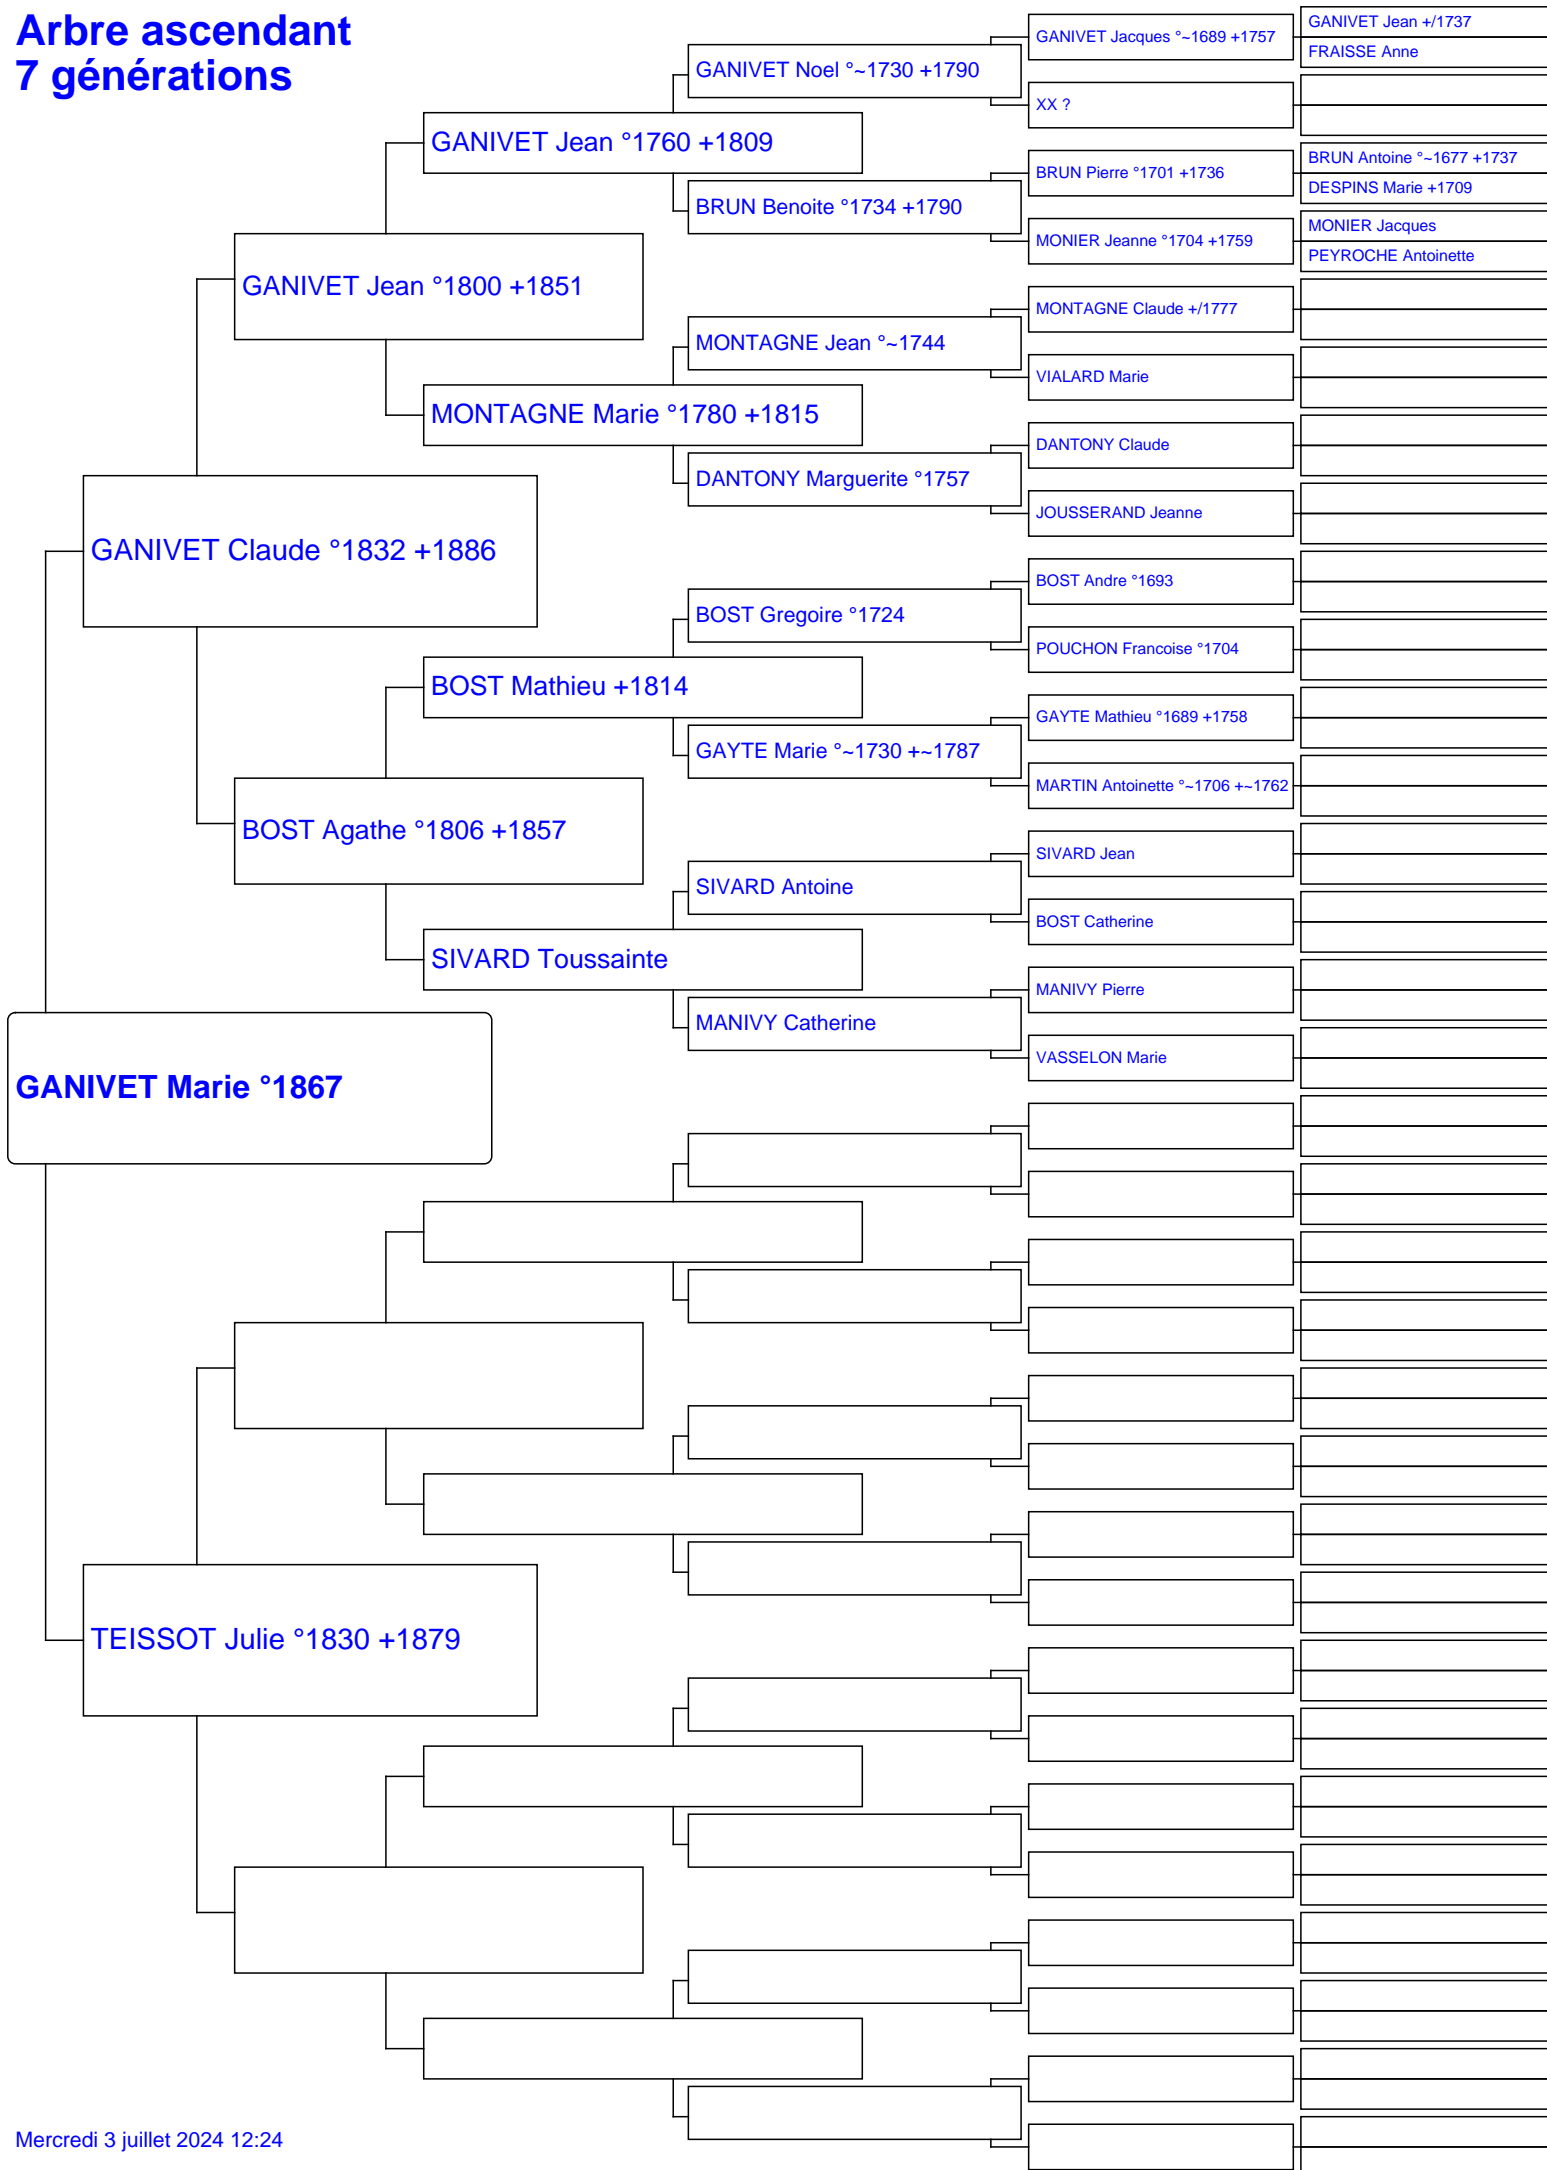 Arbre ascendant
7 générations
GANIVET Jacques °~1689 +1757
GANIVET Jean +/1737
FRAISSE Anne
GANIVET Noel °~1730 +1790
XX ?
GANIVET Jean °1760 +1809
BRUN Pierre °1701 +1736
BRUN Antoine °~1677 +1737
DESPINS Marie +1709
BRUN Benoite °1734 +1790
MONIER Jeanne °1704 +1759
MONIER Jacques
PEYROCHE Antoinette
GANIVET Jean °1800 +1851
MONTAGNE Claude +/1777
MONTAGNE Jean °~1744
VIALARD Marie
MONTAGNE Marie °1780 +1815
DANTONY Claude
DANTONY Marguerite °1757
JOUSSERAND Jeanne
GANIVET Claude °1832 +1886
BOST Andre °1693
BOST Gregoire °1724
POUCHON Francoise °1704
BOST Mathieu +1814
GAYTE Mathieu °1689 +1758
GAYTE Marie °~1730 +~1787
MARTIN Antoinette °~1706 +~1762
BOST Agathe °1806 +1857
SIVARD Jean
SIVARD Antoine
BOST Catherine
SIVARD Toussainte
MANIVY Pierre
MANIVY Catherine
VASSELON Marie
GANIVET Marie °1867
TEISSOT Julie °1830 +1879
Mercredi 3 juillet 2024 12:24